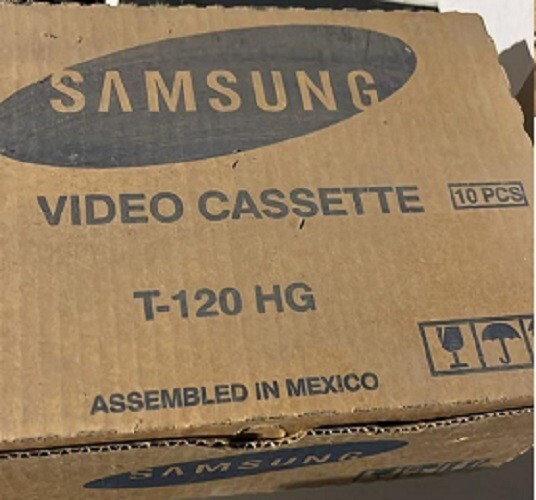 SAMSUNG
VIDEO CASSETTE 10 PCS
T-120 HG
ASSEMBLED IN MEXICO
SAMSUNG